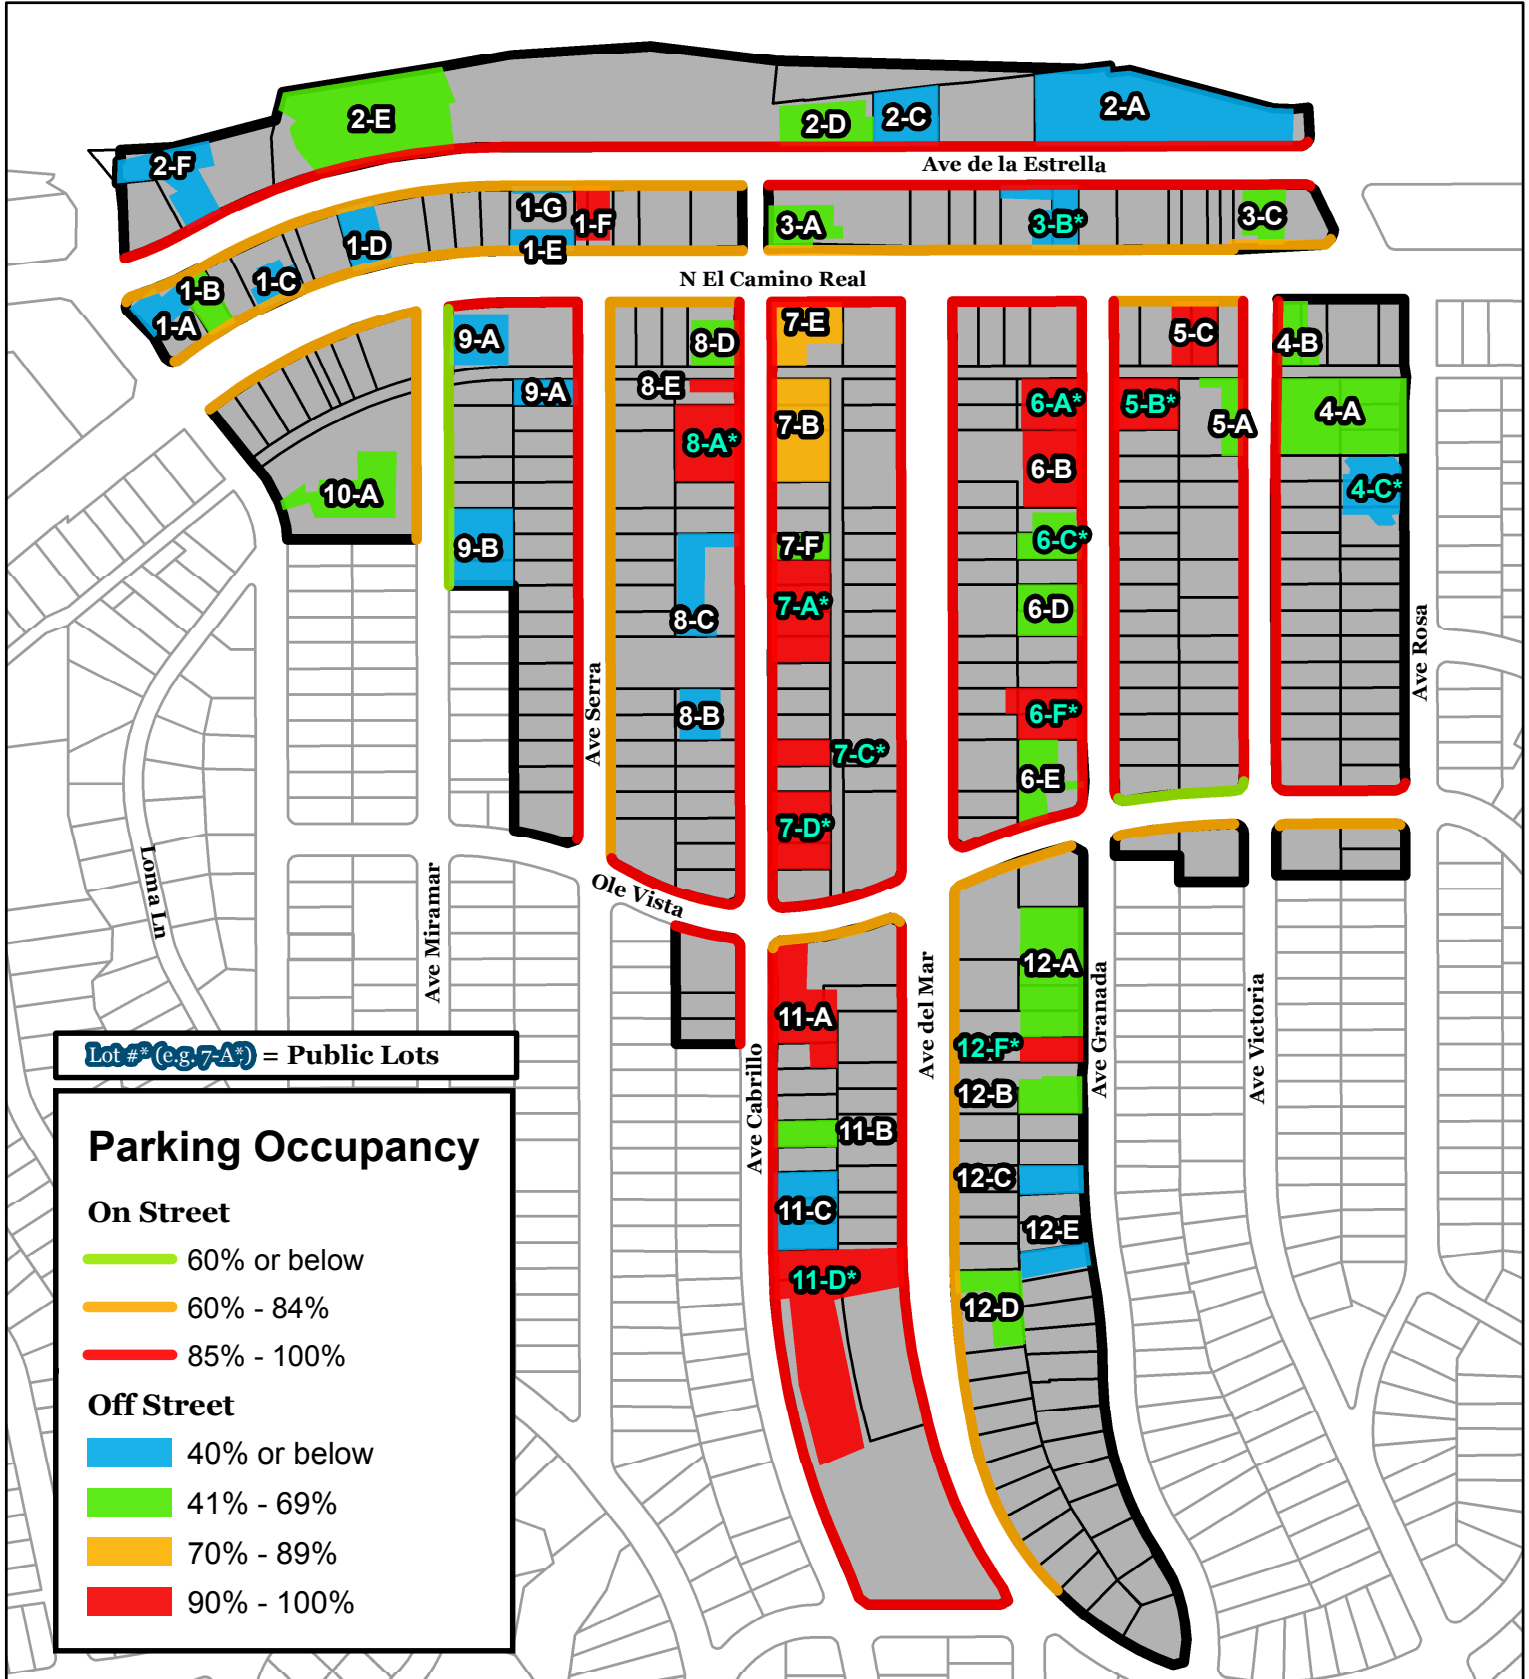 2-E
2-D
2-C
2-A
2-F
Ave de la Estrella
1-G
1-F
1-D
1-E
3-A
3-B*
3-C
1-B
1-C
1-A
N El Camino Real
9-A
8-D
7-E
5-C
4-B
9-A
8-E
8-A*
7-B
6-A*
5-B*
5-A
4-A
10-A
6-B
4-C*
9-B
7-F
6-C*
8-C
7-A*
6-D
Ave Serra
8-B
7-C*
6-F*
Ave Rosa
7-D*
6-E
Loma Ln
Ave Miramar
Ole Vista
Ave Cabrillo
Ave del Mar
Ave Granada
Ave Victoria
11-A
12-A
12-F*
12-B
11-B
12-C
11-C
12-E
11-D*
12-D
Lot #* (e.g. 7-A*) = Public Lots
Parking Occupancy
On Street
60% or below
60% - 84%
85% - 100%
Off Street
40% or below
41% - 69%
70% - 89%
90% - 100%